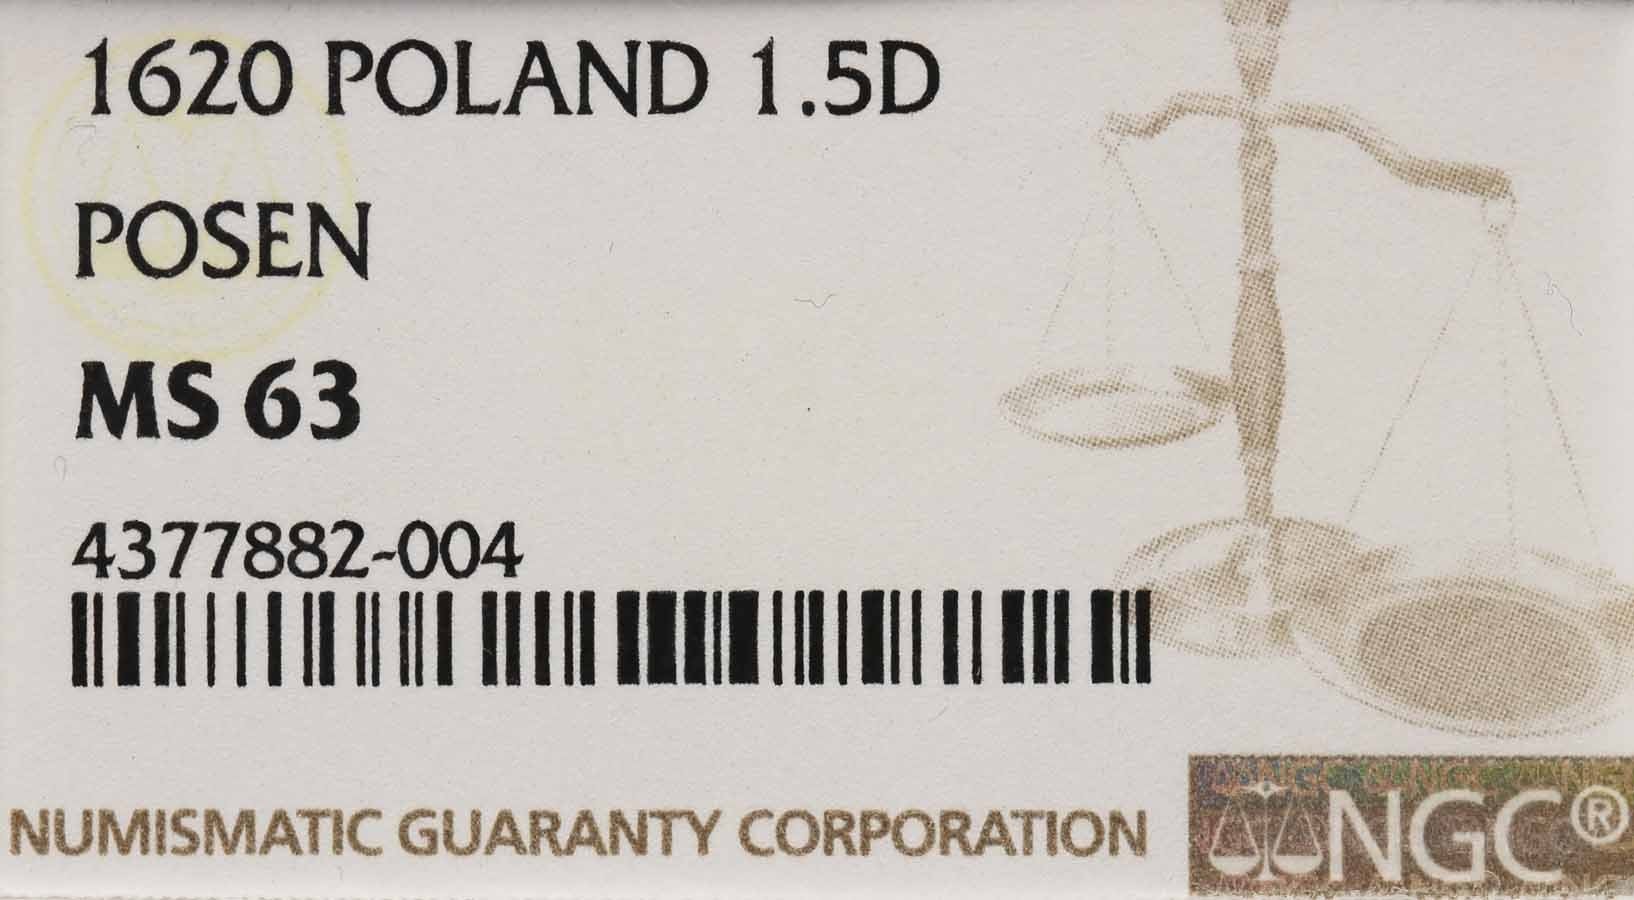 1620 POLAND 1.5D
POSEN
MS 63
4377882-004
NUMISMATIC GUARANTY CORPORATION
NGC®